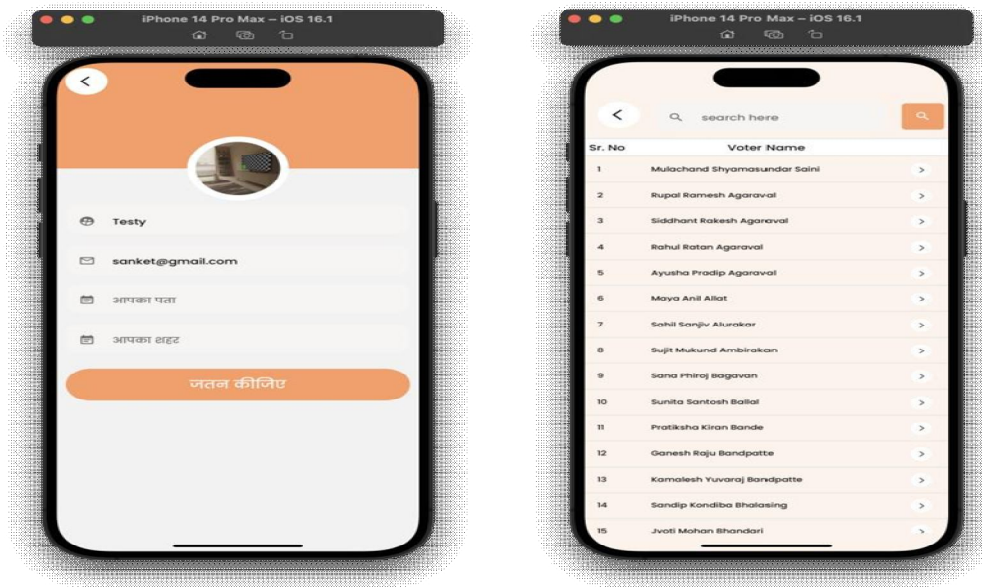 iPhone 14 Pro Max – iOS 16.1
Testy
sanket@gmail.com
आपका पता
आपका शहर
जतन कीजिए
iPhone 14 Pro Max – iOS 16.1
search here
Sr. No Voter Name
1 Mulachand Shyamasundar Saini
2 Rupal Ramesh Agaraval
3 Siddhant Rakesh Agaraval
4 Rahul Ratan Agaraval
5 Ayusha Pradip Agaraval
6 Maya Anil Allat
7 Sahil Sanjiv Alurakar
8 Sujit Mukund Ambirakan
9 Sana Phiroj Bagavan
10 Sunita Santosh Ballal
11 Pratiksha Kiran Bande
12 Ganesh Raju Bandpatte
13 Kamalesh Yuvaraj Bandpatte
14 Sandip Kondiba Bhalasing
15 Jyoti Mohan Bhandari